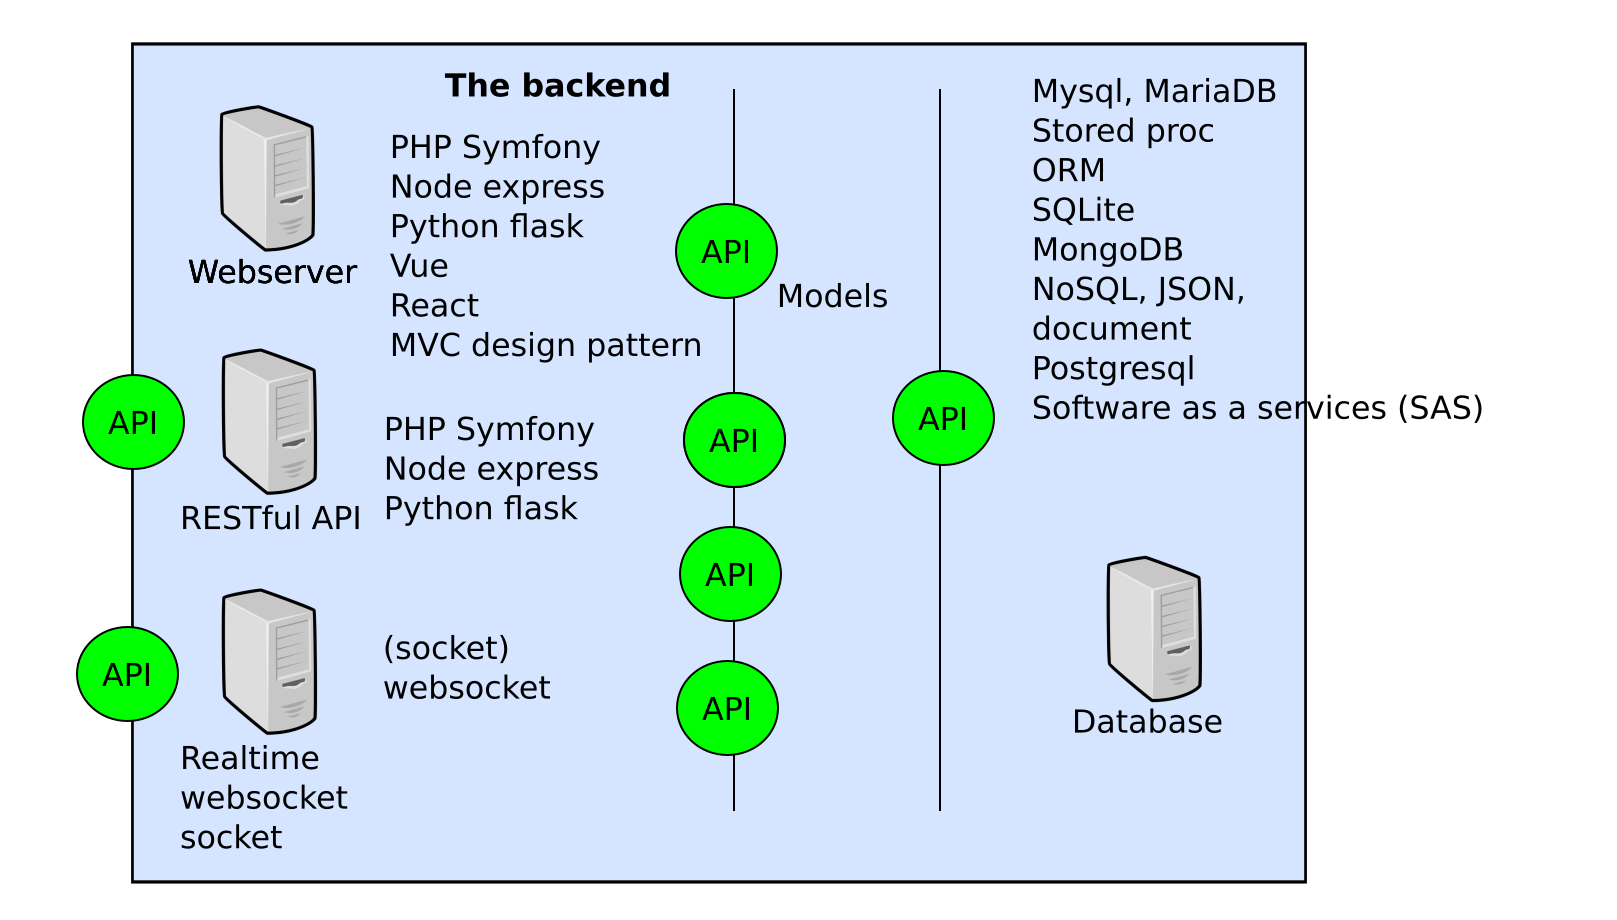 The backend
Webserver
PHP Symfony
Node express
Python flask
Vue
React
MVC design pattern
API
RESTful API
PHP Symfony
Node express
Python flask
API
Realtime
websocket
socket
(socket)
websocket
API
API
API
API
Models
API
Mysql, MariaDB
Stored proc
ORM
SQLite
MongoDB
NoSQL, JSON,
document
Postgresql
Software as a services (SAS)
Database